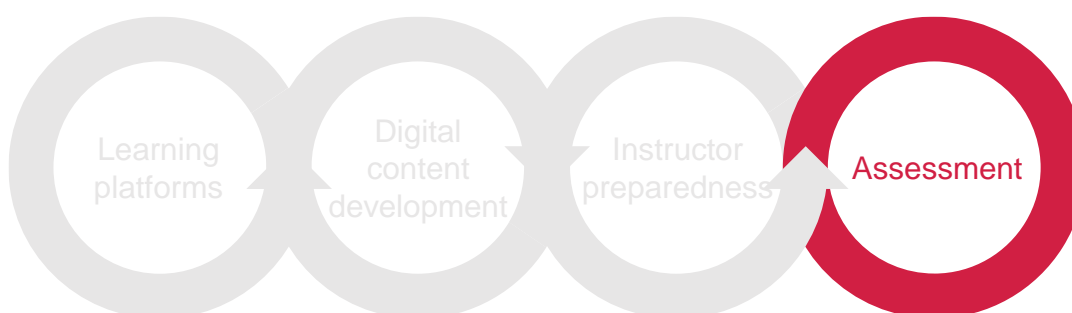 Learning
platforms
Digital
content
development
Instructor
preparedness
Assessment